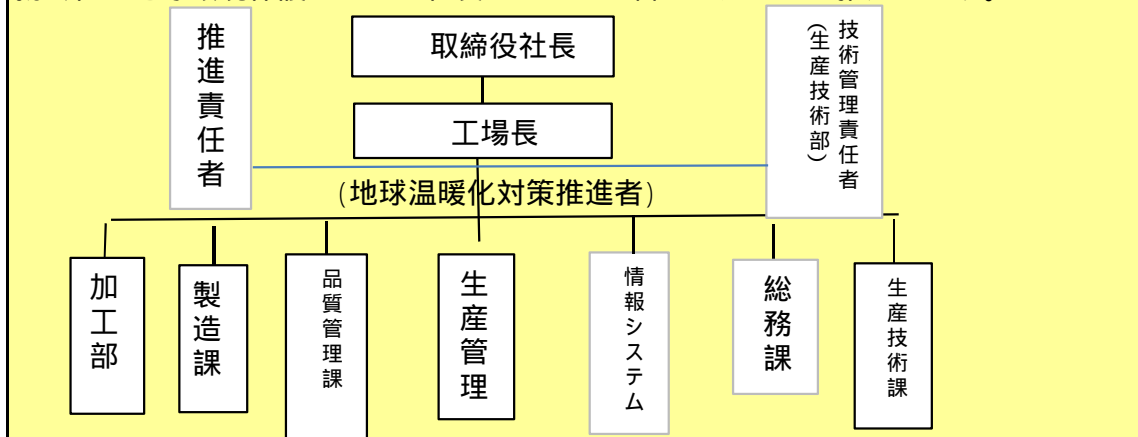 推進責任者
取締役社長
技術管理責任者
(生産技術部)
工場長
(地球温暖化対策推進者)
加工部
製造課
品質管理課
生産管理
情報システム
総務課
生産技術課